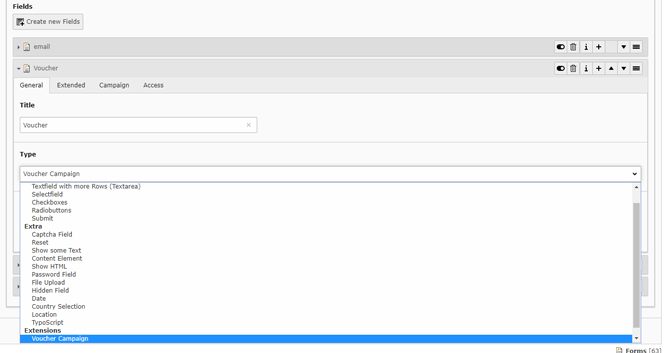 Fields
Create new Fields
email
Voucher
General Extended Campaign Access
Title
Voucher
Type
Voucher Campaign
Textfield with more Rows (Textarea)
Selectfield
Checkboxes
Radiobuttons
Submit
Extra
Captcha Field
Reset
Show some Text
Content Element
Show HTML
Password Field
File Upload
Hidden Field
Date
Country Selection
Location
TypoScript
Extensions
Voucher Campaign
Forms [63]